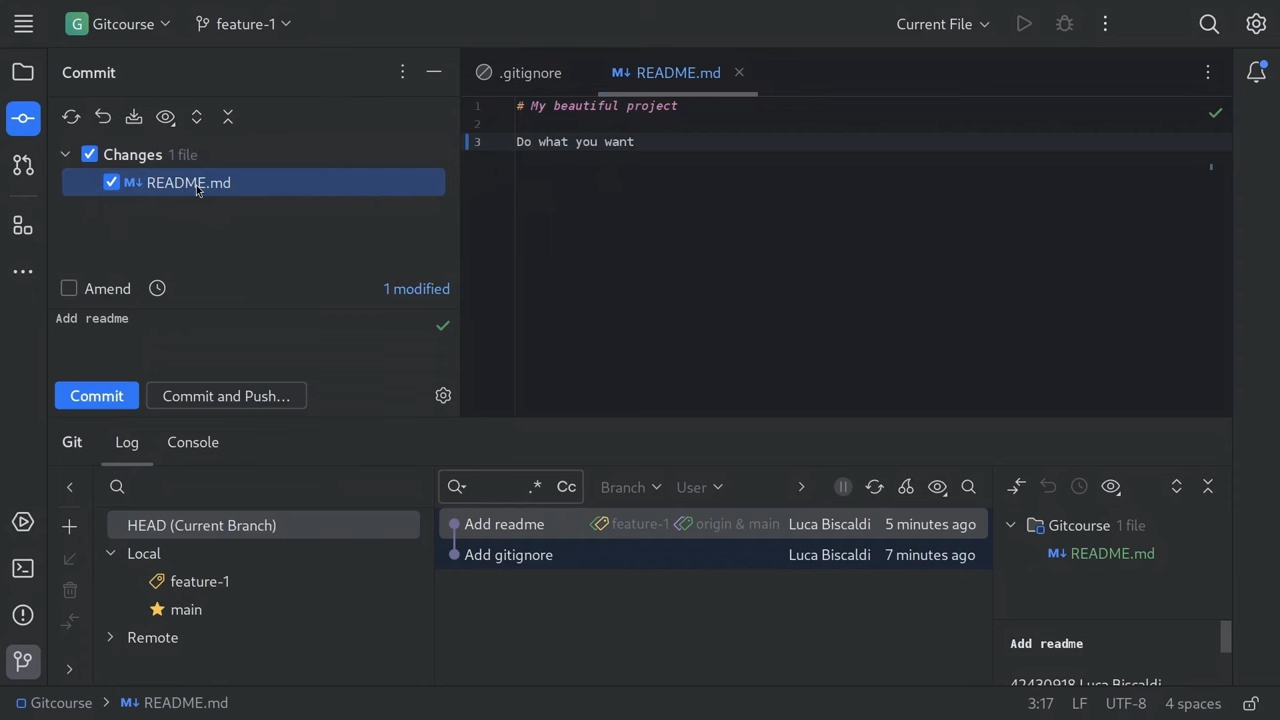 G Gitcourse
feature-1
Current File
Commit
.gitignore
M↓ README.md
Changes 1 file
M↓ README.md
1 # My beautiful project
2
3 Do what you want
Amend
1 modified
Add readme
Commit
Commit and Push...
Git
Log
Console
.*
Cc
Branch
User
HEAD (Current Branch)
Local
feature-1
main
Remote
Add readme feature-1 origin & main Luca Biscaldi 5 minutes ago
Add gitignore Luca Biscaldi 7 minutes ago
Gitcourse 1 file
M↓ README.md
Add readme
42430918 Luca Biscaldi
Gitcourse > M↓ README.md
3:17
LF
UTF-8
4 spaces